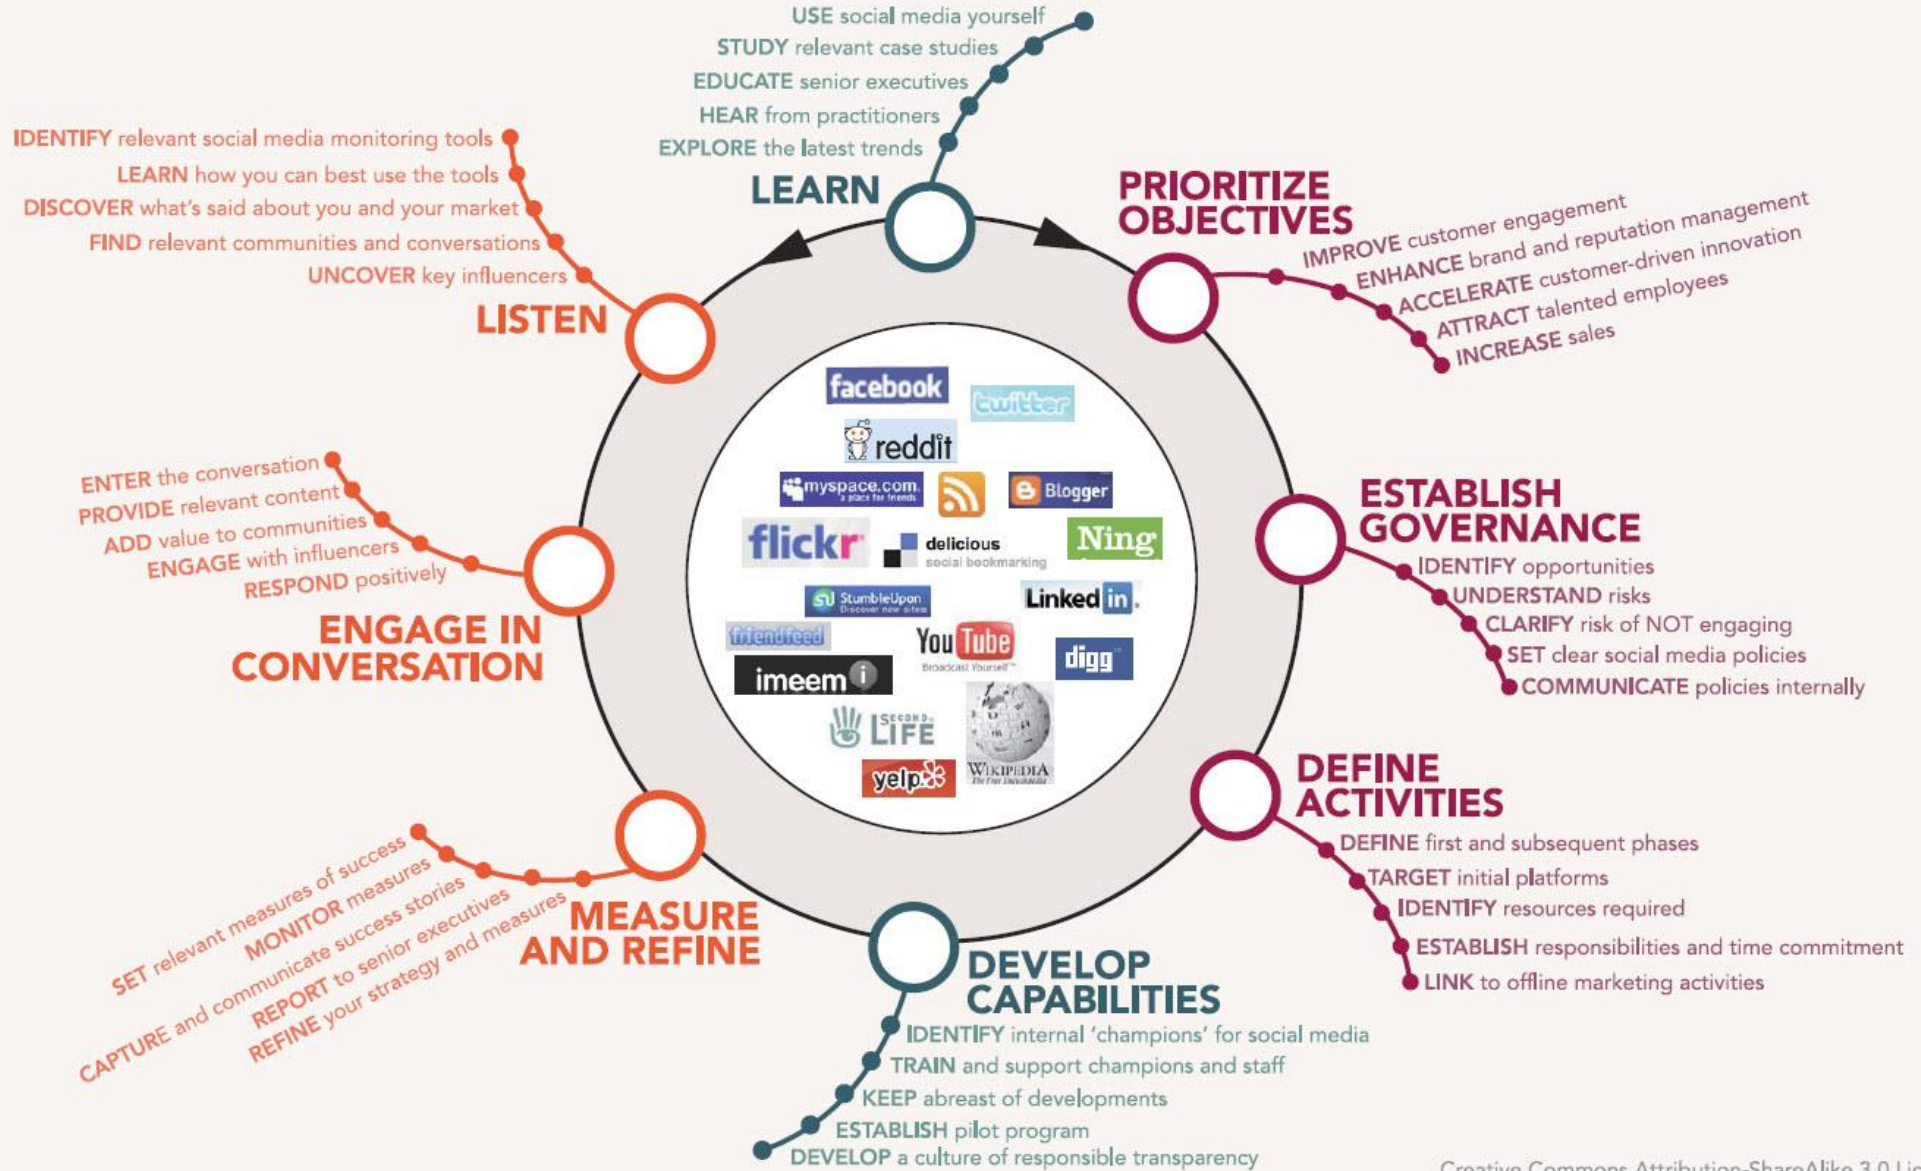 USE social media yourself
STUDY relevant case studies
EDUCATE senior executives
HEAR from practitioners
EXPLORE the latest trends
LEARN
IDENTIFY relevant social media monitoring tools
LEARN how you can best use the tools
DISCOVER what's said about you and your market
FIND relevant communities and conversations
UNCOVER key influencers
LISTEN
PRIORITIZE
OBJECTIVES
IMPROVE customer engagement
ENHANCE brand and reputation management
ACCELERATE customer-driven innovation
ATTRACT talented employees
INCREASE sales
facebook
twitter
reddit
myspace.com.
a place for friends
Blogger
flickr
delicious
social bookmarking
Ning
StumbleUpon
Discover new sites
Linked in.
friendfeed
You Tube
Broadcast Yourself™
digg
imeem i
SECOND
LIFE
WIKIPEDIA
The Free Encyclopedia
yelp
ENTER the conversation
PROVIDE relevant content
ADD value to communities
ENGAGE with influencers
RESPOND positively
ENGAGE IN
CONVERSATION
ESTABLISH
GOVERNANCE
IDENTIFY opportunities
UNDERSTAND risks
CLARIFY risk of NOT engaging
SET clear social media policies
COMMUNICATE policies internally
DEFINE
ACTIVITIES
DEFINE first and subsequent phases
TARGET initial platforms
IDENTIFY resources required
ESTABLISH responsibilities and time commitment
LINK to offline marketing activities
SET relevant measures of success
MONITOR measures
CAPTURE and communicate success stories
REPORT to senior executives
REFINE your strategy and measures
MEASURE
AND REFINE
DEVELOP
CAPABILITIES
IDENTIFY internal 'champions' for social media
TRAIN and support champions and staff
KEEP abreast of developments
ESTABLISH pilot program
DEVELOP a culture of responsible transparency
Creative Commons Attribution-ShareAlike 3.0